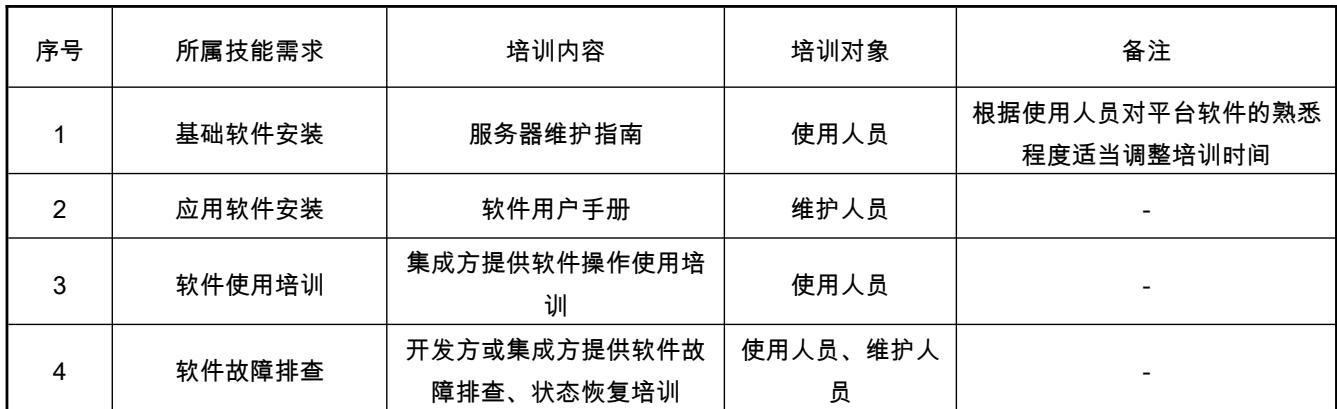 序号 所属技能需求 培训内容 培训对象 备注
1 基础软件安装 服务器维护指南 使用人员 根据使用人员对平台软件的熟悉
程度适当调整培训时间
2 应用软件安装 软件用户手册 维护人员 -
3 软件使用培训 集成方提供软件操作使用培
训 使用人员 -
4 软件故障排查 开发方或集成方提供软件故
障排查、状态恢复培训 使用人员、维护人
员 -